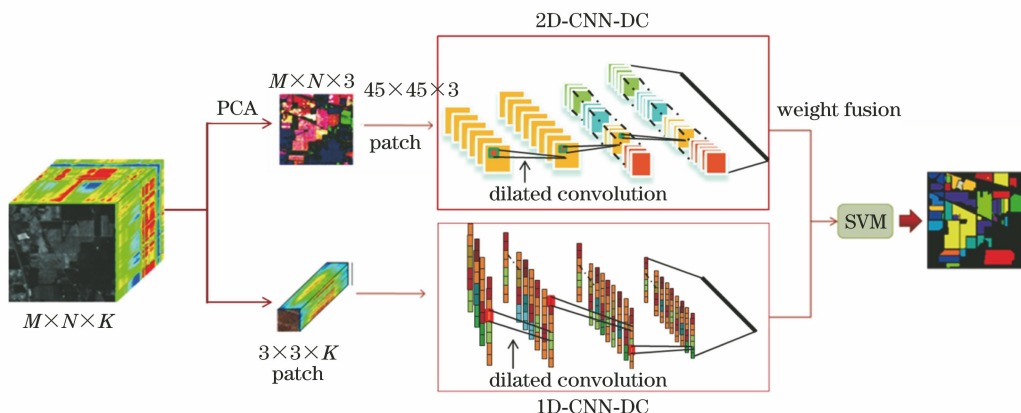 2D-CNN-DC
M×N×3
45×45×3
PCA
patch
weight fusion
dilated convolution
SVM
M×N×K
3×3×K
patch
dilated convolution
1D-CNN-DC